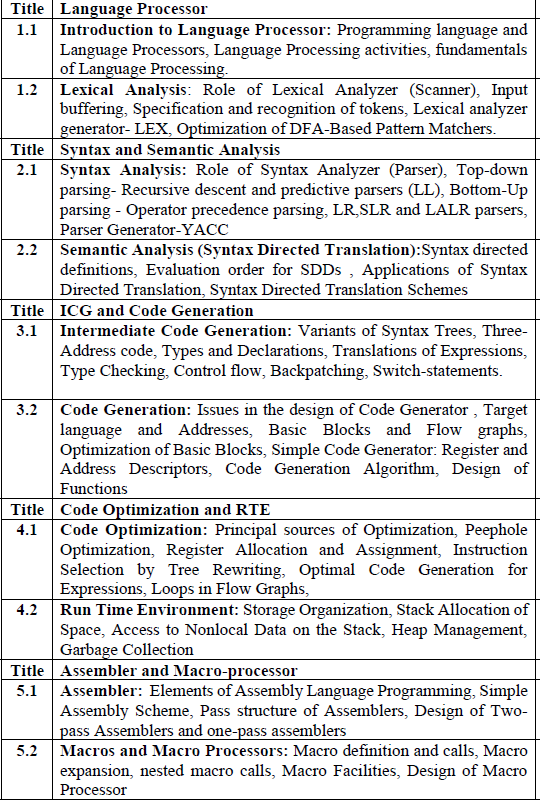 Title Language Processor
1.1 Introduction to Language Processor: Programming language and
Language Processors, Language Processing activities, fundamentals
of Language Processing.
1.2 Lexical Analysis: Role of Lexical Analyzer (Scanner), Input
buffering, Specification and recognition of tokens, Lexical analyzer
generator- LEX, Optimization of DFA-Based Pattern Matchers.
Title Syntax and Semantic Analysis
2.1 Syntax Analysis: Role of Syntax Analyzer (Parser), Top-down
parsing- Recursive descent and predictive parsers (LL), Bottom-Up
parsing - Operator precedence parsing, LR,SLR and LALR parsers,
Parser Generator-YACC
2.2 Semantic Analysis (Syntax Directed Translation):Syntax directed
definitions, Evaluation order for SDDs , Applications of Syntax
Directed Translation, Syntax Directed Translation Schemes
Title ICG and Code Generation
3.1 Intermediate Code Generation: Variants of Syntax Trees, Three-
Address code, Types and Declarations, Translations of Expressions,
Type Checking, Control flow, Backpatching, Switch-statements.
3.2 Code Generation: Issues in the design of Code Generator , Target
language and Addresses, Basic Blocks and Flow graphs,
Optimization of Basic Blocks, Simple Code Generator: Register and
Address Descriptors, Code Generation Algorithm, Design of
Functions
Title Code Optimization and RTE
4.1 Code Optimization: Principal sources of Optimization, Peephole
Optimization, Register Allocation and Assignment, Instruction
Selection by Tree Rewriting, Optimal Code Generation for
Expressions, Loops in Flow Graphs,
4.2 Run Time Environment: Storage Organization, Stack Allocation of
Space, Access to Nonlocal Data on the Stack, Heap Management,
Garbage Collection
Title Assembler and Macro-processor
5.1 Assembler: Elements of Assembly Language Programming, Simple
Assembly Scheme, Pass structure of Assemblers, Design of Two-
pass Assemblers and one-pass assemblers
5.2 Macros and Macro Processors: Macro definition and calls, Macro
expansion, nested macro calls, Macro Facilities, Design of Macro
Processor